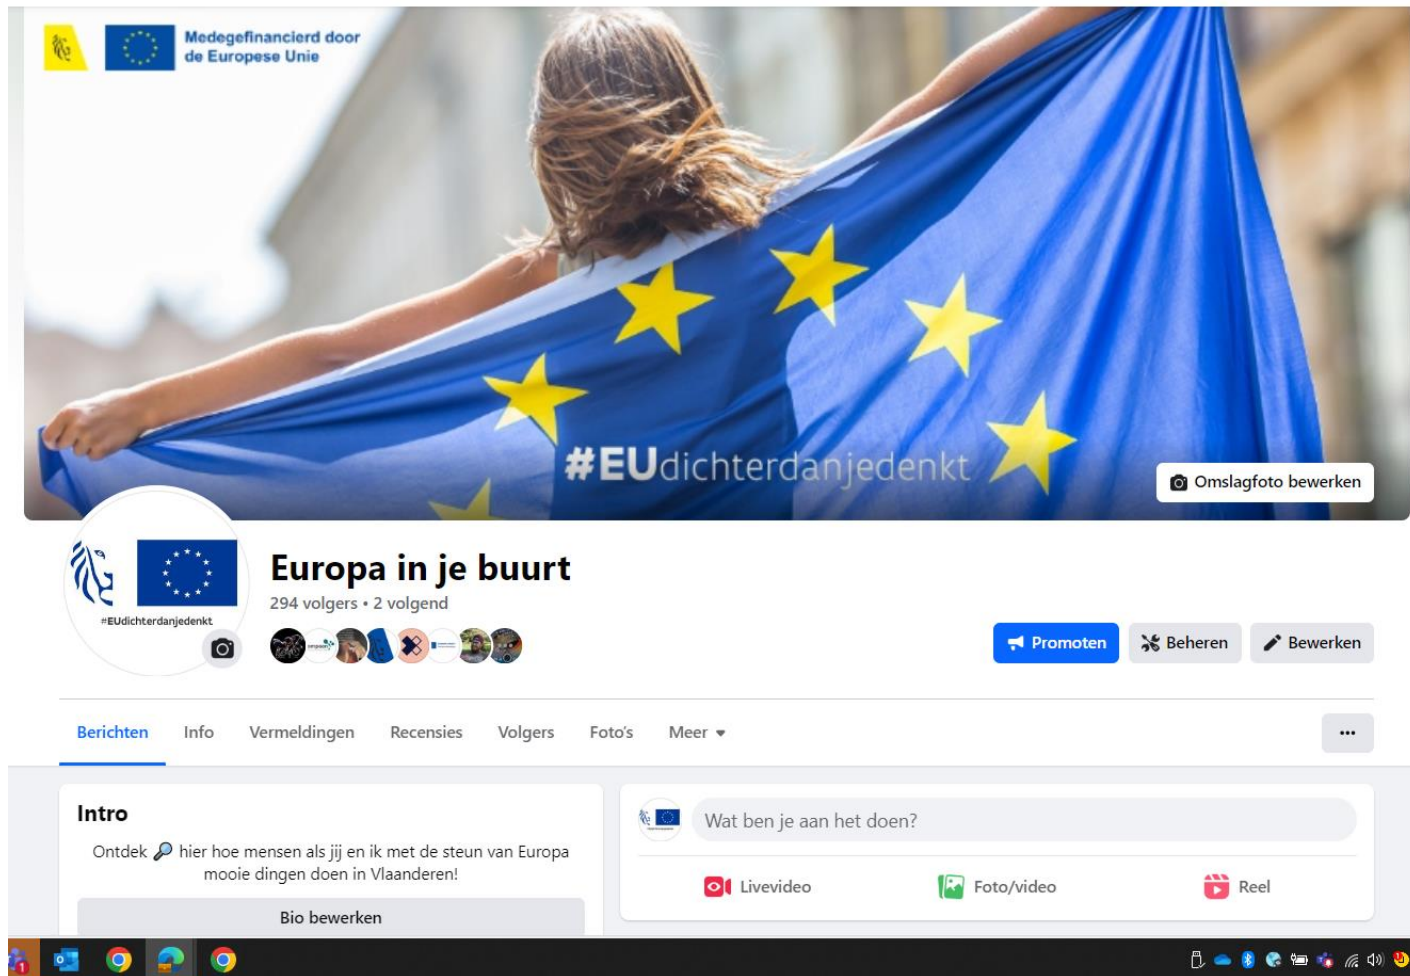 Medegefinancierd door
de Europese Unie
#EUdichterdanjedenkt
Omslagfoto bewerken
#EUdichterdanjedenkt
Europa in je buurt
294 volgers • 2 volgend
Promoten
Beheren
Bewerken
Berichten
Info
Vermeldingen
Recensies
Volgers
Foto's
Meer
Intro
Ontdek 🔎 hier hoe mensen als jij en ik met de steun van Europa
mooie dingen doen in Vlaanderen!
Bio bewerken
Wat ben je aan het doen?
Livevideo
Foto/video
Reel
1